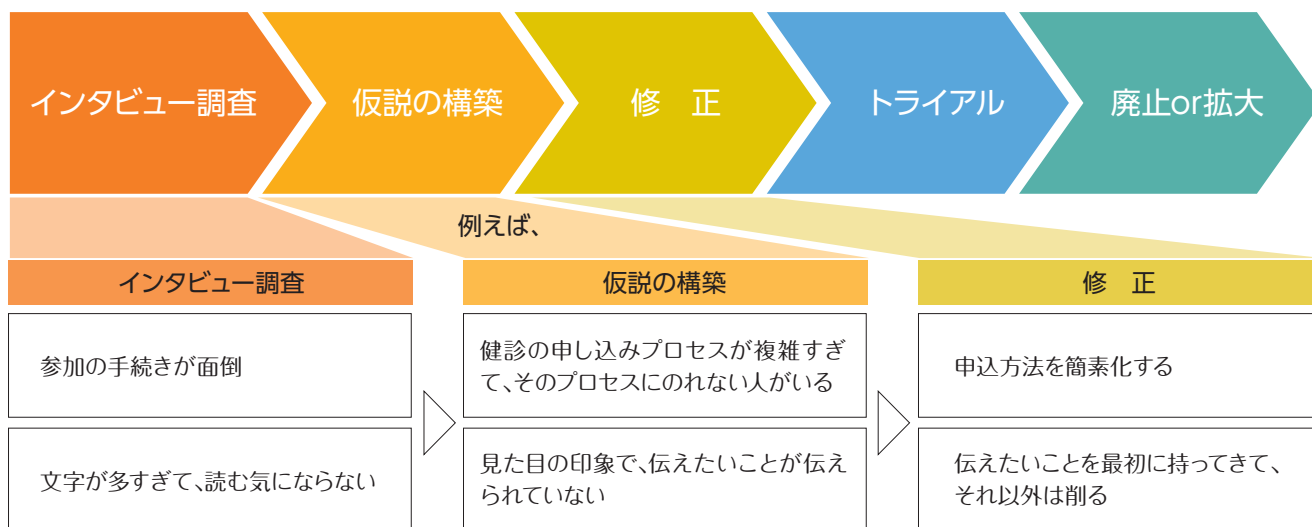 インタビュー調査
仮説の構築
修　正
トライアル
廃止or拡大
例えば、
インタビュー調査
仮説の構築
修　正
参加の手続きが面倒
健診の申し込みプロセスが複雑すぎ
て、そのプロセスにのれない人がいる
申込方法を簡素化する
文字が多すぎて、読む気にならない
見た目の印象で、伝えたいことが伝え
られていない
伝えたいことを最初に持ってきて、
それ以外は削る